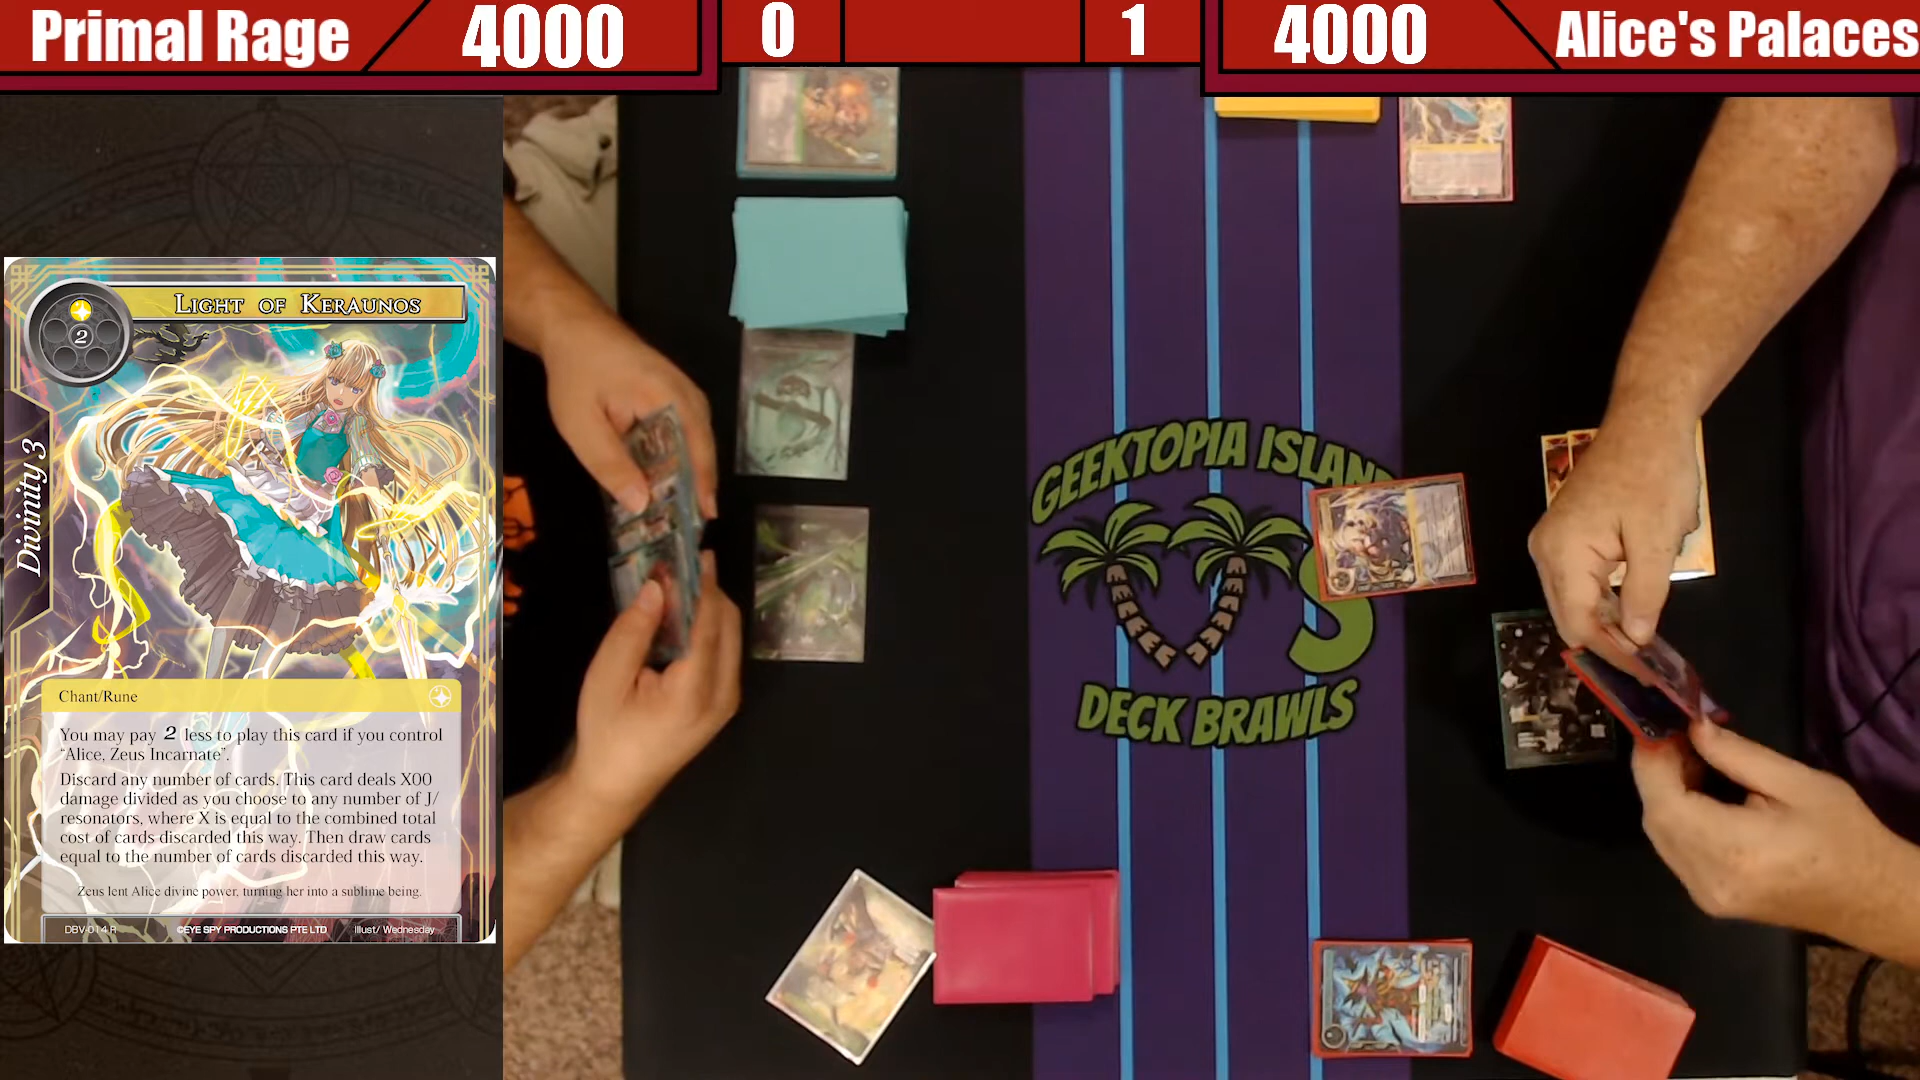 Primal Rage
4000
0
1
4000
Alice's Palaces
Light of Keraunos
2
Divinity 3
Chant/Rune
You may pay 2 less to play this card if you control
"Alice, Zeus Incarnate".
Discard any number of cards. This card deals X00
damage divided as you choose to any number of J/
resonators, where X is equal to the combined total
cost of cards discarded this way. Then draw cards
equal to the number of cards discarded this way.
Zeus lent Alice divine power, turning her into a sublime being.
DBV-014 R ©EYE SPY PRODUCTIONS PTE LTD Illust/ Wednesday
GEEKTOPIA ISLAND
S
DECK BRAWLS